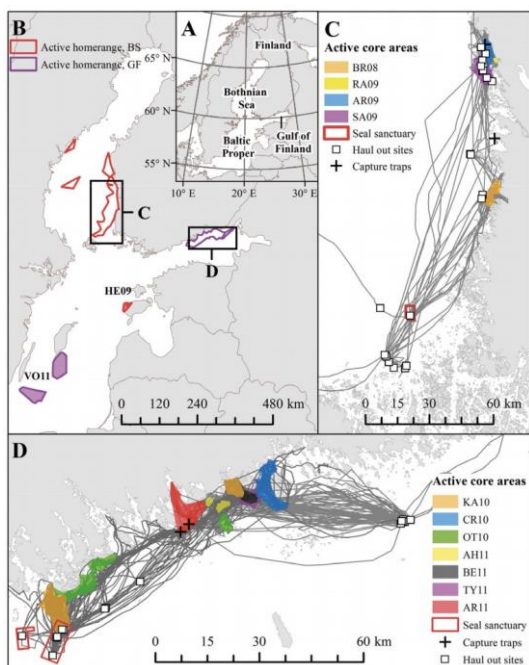 B
Active homerange, BS
Active homerange, GF
C
D
HE09
VO11
0 120 240 480 km
A
Finland
65° N
Bothnian
Sea
60° N
Baltic
Proper
Gulf of
Finland
55° N
10° E
20° E
30° E
C
Active core areas
BR08
RA09
AR09
SA09
Seal sanctuary
Haul out sites
Capture traps
0 15 30 60 km
D
Active core areas
KA10
CR10
OT10
AH11
BE11
TY11
AR11
Seal sanctuary
Capture traps
Haul out sites
0 15 30 60 km